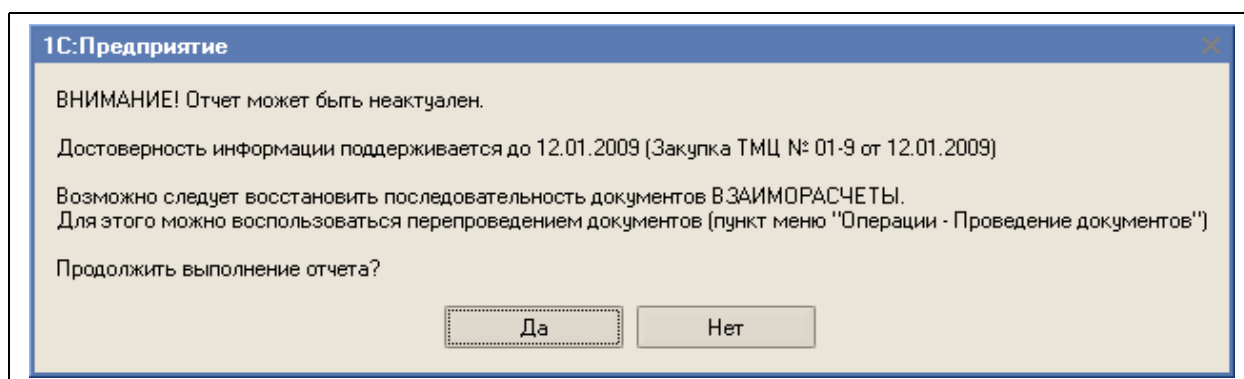 1С:Предприятие
ВНИМАНИЕ! Отчет может быть неактуален.
Достоверность информации поддерживается до 12.01.2009 (Закупка ТМЦ № 01-9 от 12.01.2009)
Возможно следует восстановить последовательность документов ВЗАИМОРАСЧЕТЫ.
Для этого можно воспользоваться перепроведением документов (пункт меню "Операции - Проведение документов")
Продолжить выполнение отчета?
Да Нет